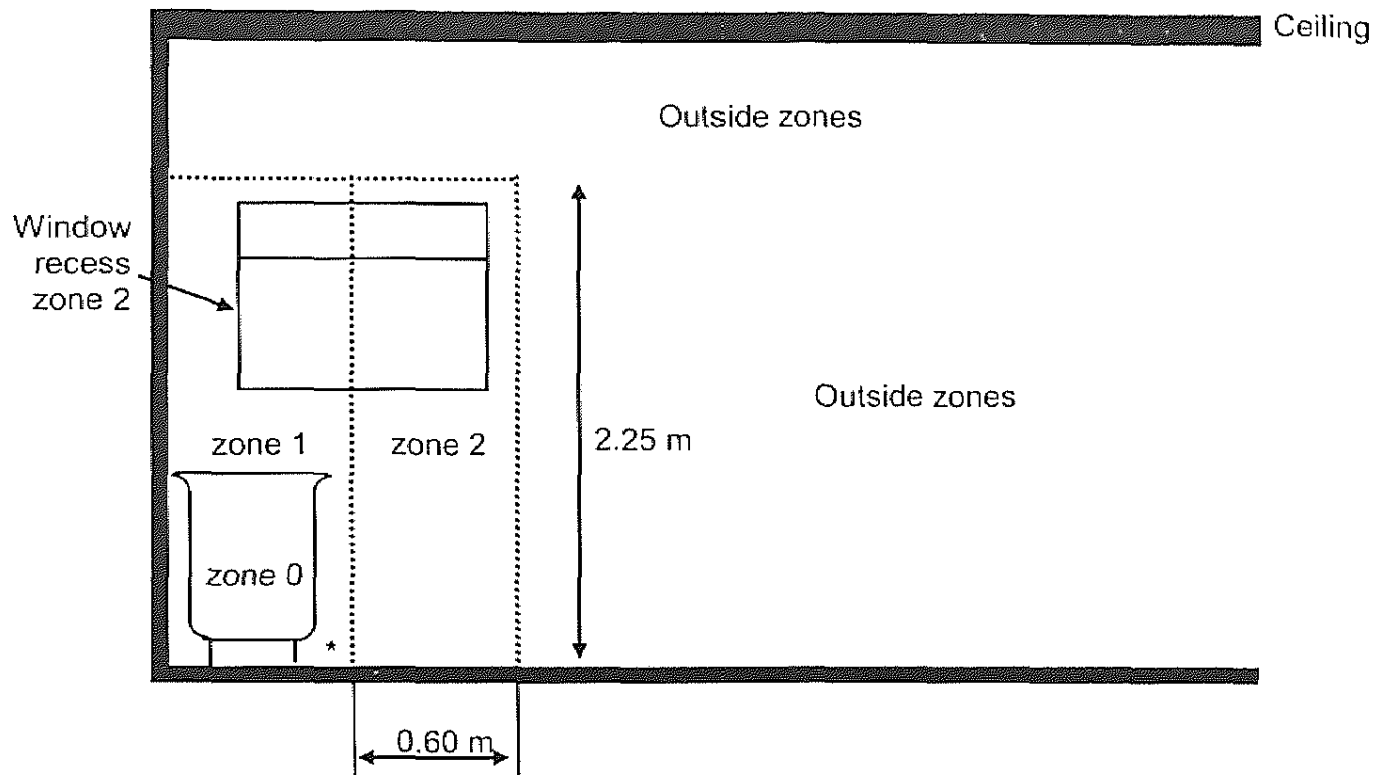 Ceiling
Outside zones
Window
recess
zone 2
Outside zones
zone 1
zone 2
2.25 m
zone 0
*
0.60 m